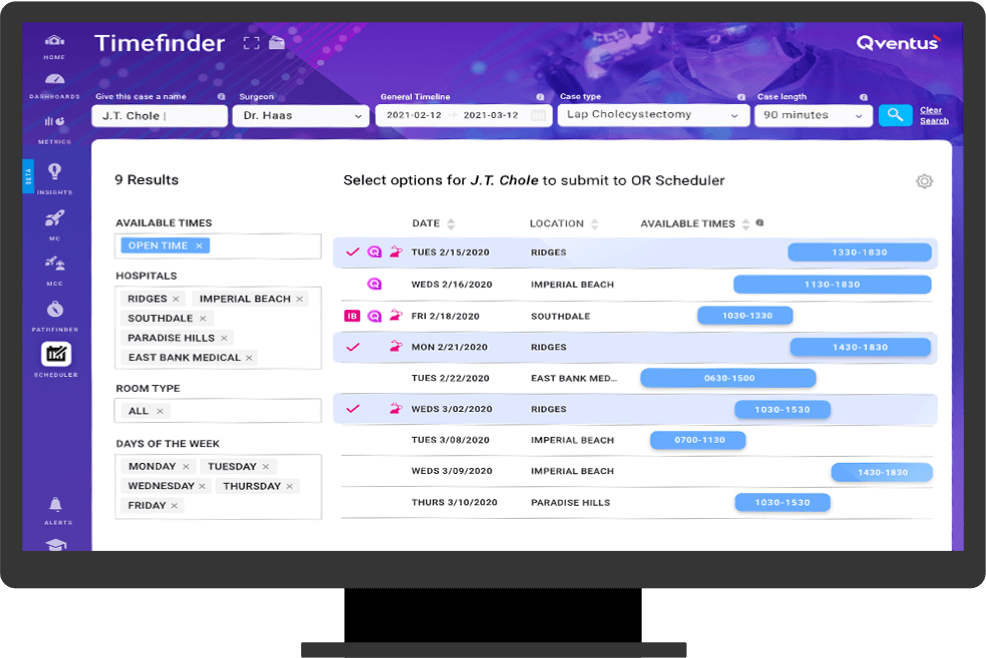 Timefinder
Qventus
HOME
DASHBOARDS
METRICS
BETA
INSIGHTS
MC
MCC
PATHFINDER
SCHEDULER
ALERTS
Give this case a name Surgeon General Timeline Case type Case length
J.T. Chole Dr. Haas 2021-02-12 2021-03-12 Lap Cholecystectomy 90 minutes Clear
Search
9 Results
Select options for J.T. Chole to submit to OR Scheduler
AVAILABLE TIMES
OPEN TIME ×
HOSPITALS
RIDGES × IMPERIAL BEACH ×
SOUTHDALE ×
PARADISE HILLS ×
EAST BANK MEDICAL ×
ROOM TYPE
ALL ×
DAYS OF THE WEEK
MONDAY × TUESDAY ×
WEDNESDAY × THURSDAY ×
FRIDAY ×
DATE LOCATION AVAILABLE TIMES
Q TUES 2/15/2020 RIDGES 1330-1830
Q WEDS 2/16/2020 IMPERIAL BEACH 1130-1830
IB Q FRI 2/18/2020 SOUTHDALE 1030-1330
MON 2/21/2020 RIDGES 1430-1830
TUES 2/22/2020 EAST BANK MED... 0630-1500
WEDS 3/02/2020 RIDGES 1030-1530
TUES 3/08/2020 IMPERIAL BEACH 0700-1130
WEDS 3/09/2020 IMPERIAL BEACH 1430-1830
THURS 3/10/2020 PARADISE HILLS 1030-1530